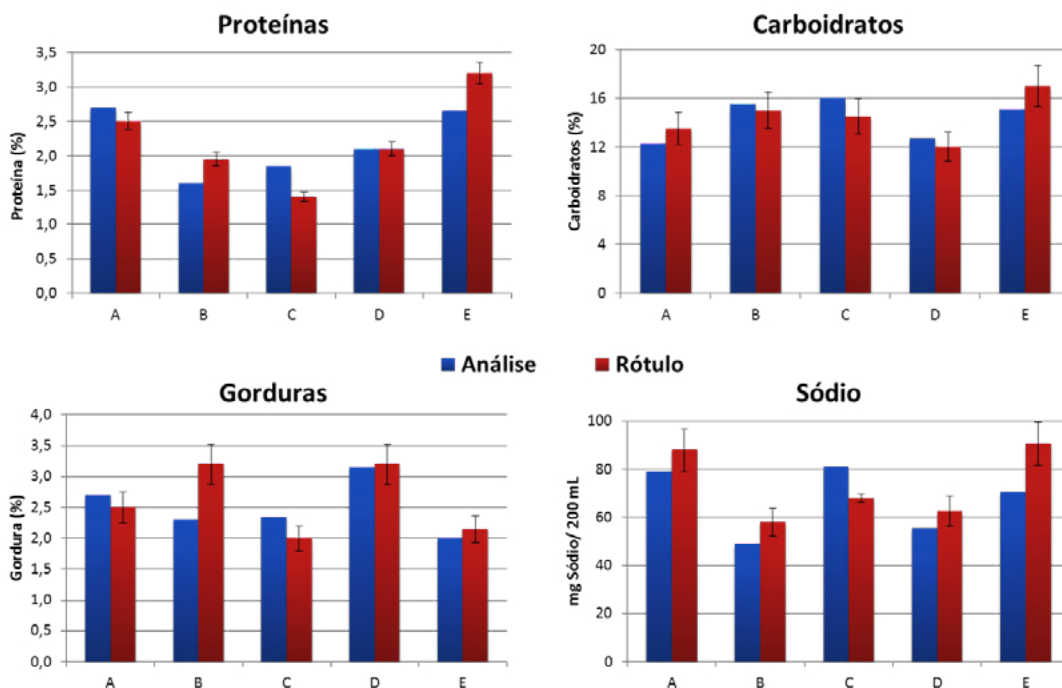 Proteínas
Proteína (%)
3,5
3,0
2,5
2,0
1,5
1,0
0,5
0,0
A B C D E
Carboidratos
Carboidratos (%)
20
16
12
8
4
0
A B C D E
Análise Rótulo
Gorduras
Gordura (%)
4,0
3,5
3,0
2,5
2,0
1,5
1,0
0,5
0,0
A B C D E
Sódio
mg Sódio/ 200 mL
100
80
60
40
20
0
A B C D E